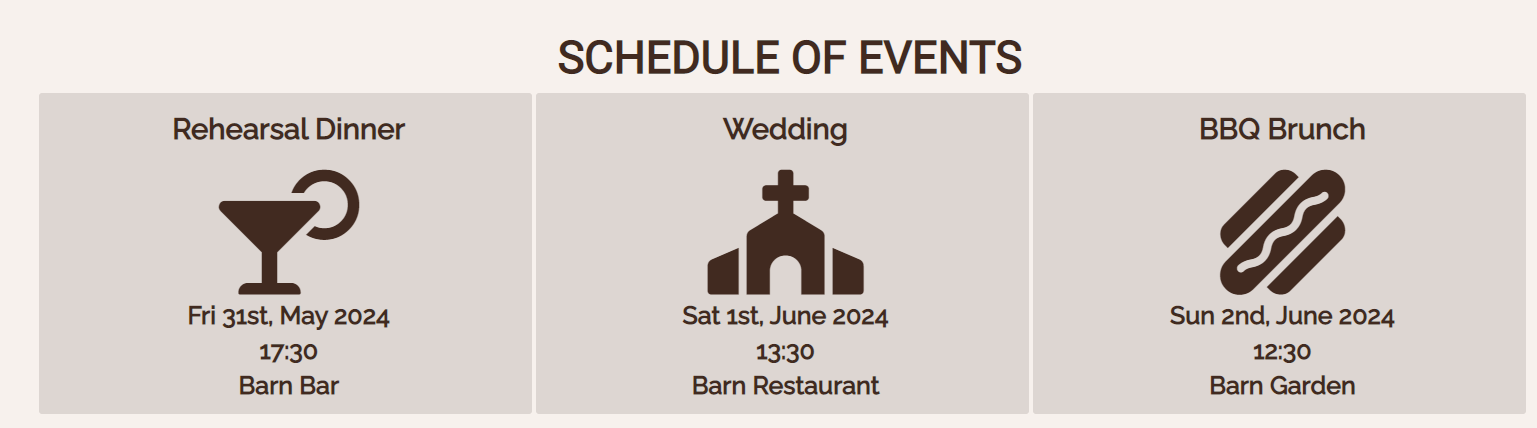 SCHEDULE OF EVENTS
Rehearsal Dinner
Fri 31st, May 2024
17:30
Barn Bar
Wedding
Sat 1st, June 2024
13:30
Barn Restaurant
BBQ Brunch
Sun 2nd, June 2024
12:30
Barn Garden